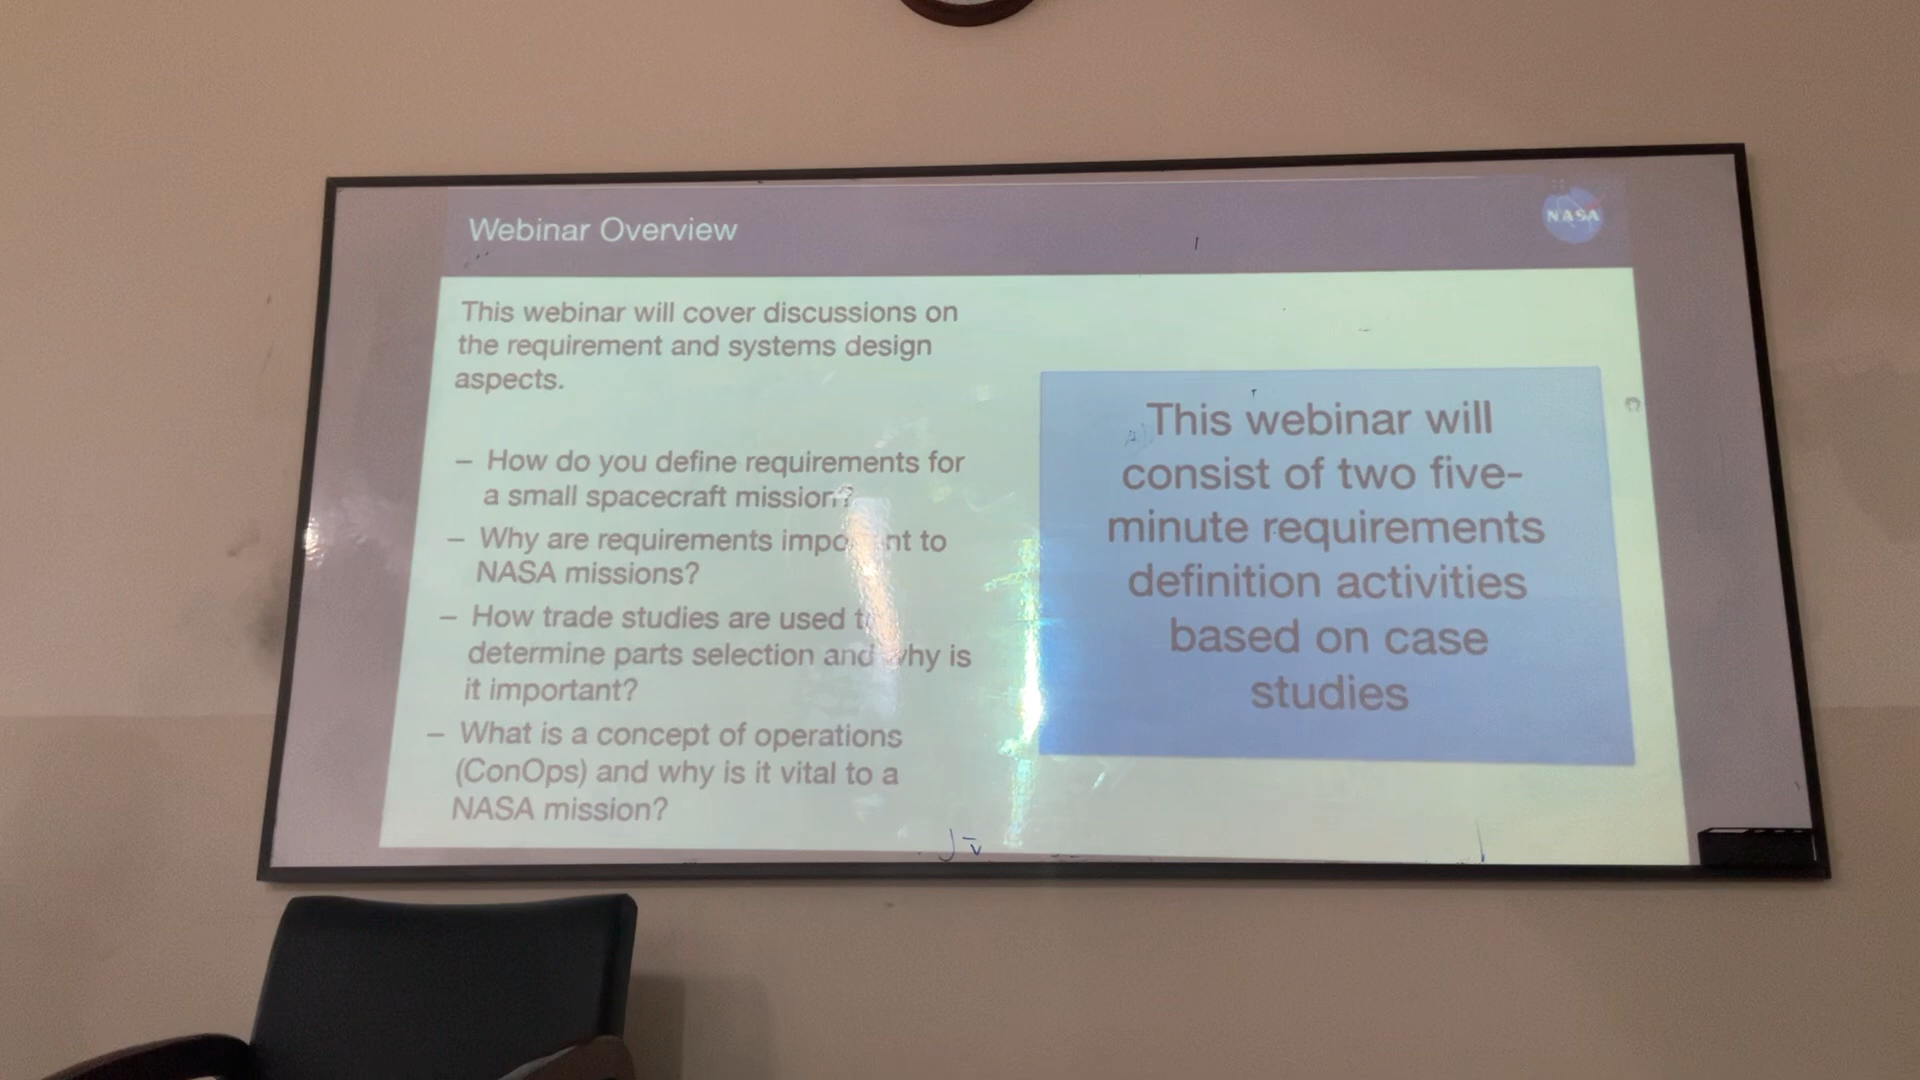 Webinar Overview
NASA
This webinar will cover discussions on
the requirement and systems design
aspects.
– How do you define requirements for
a small spacecraft mission?
– Why are requirements important to
NASA missions?
– How trade studies are used to
determine parts selection and why is
it important?
– What is a concept of operations
(ConOps) and why is it vital to a
NASA mission?
This webinar will
consist of two five-
minute requirements
definition activities
based on case
studies